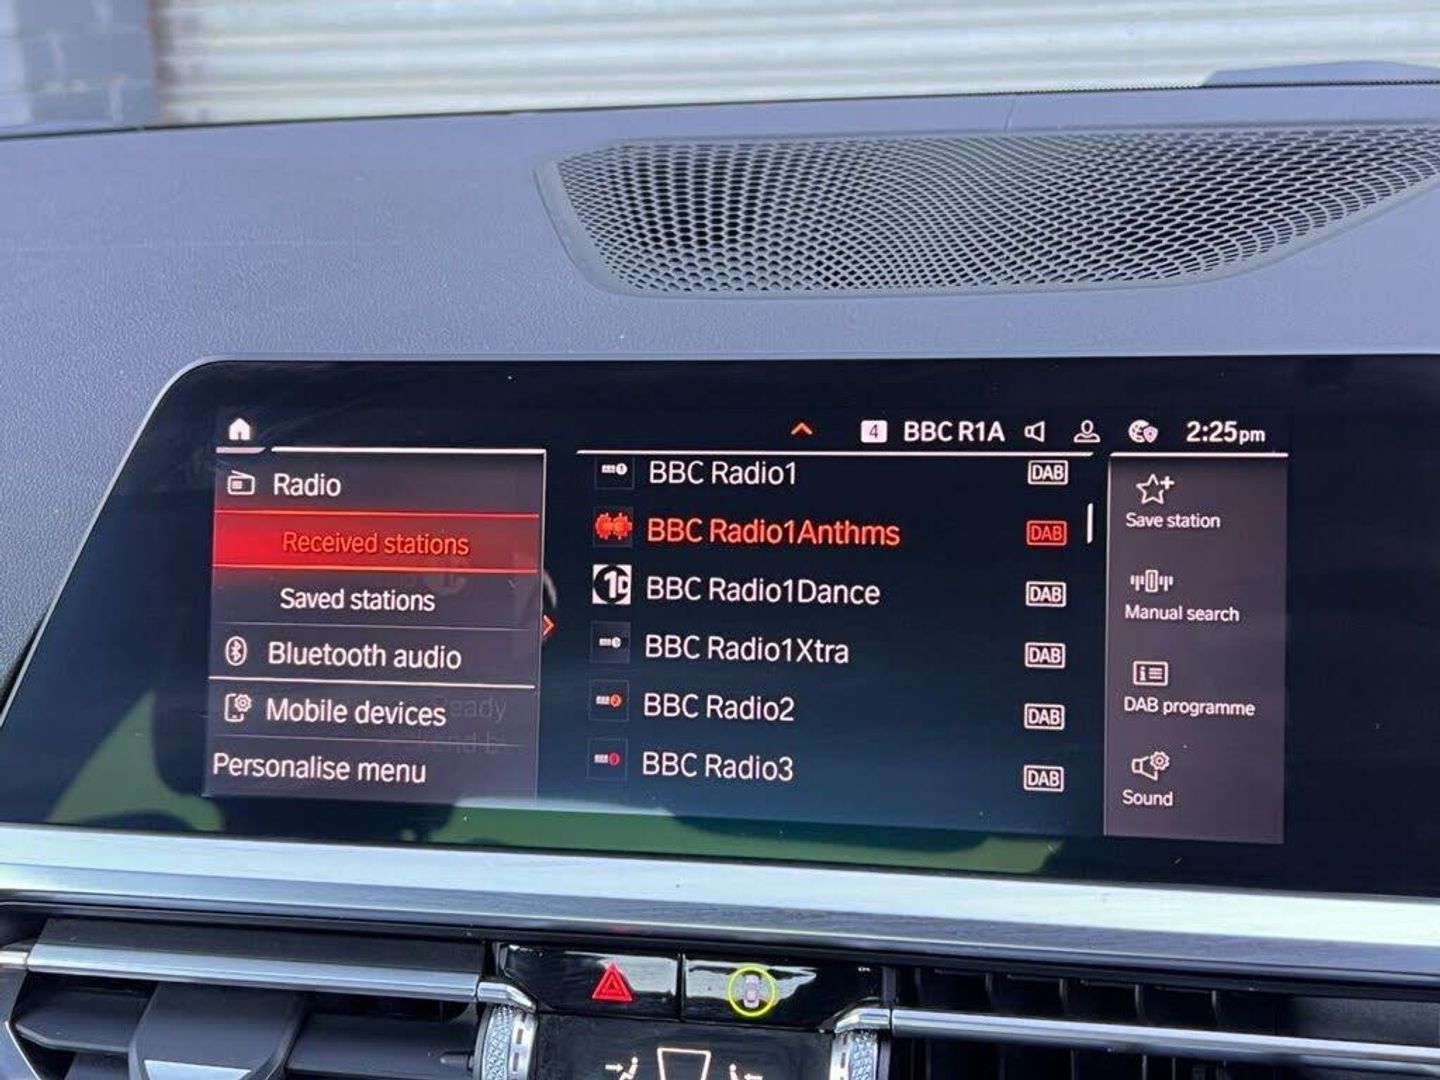 4 BBC R1A 2:25pm
Radio
Received stations
Saved stations
Bluetooth audio
Mobile devices
Personalise menu
BBC Radio1 DAB
BBC Radio1Anthms DAB
BBC Radio1Dance DAB
BBC Radio1Xtra DAB
BBC Radio2 DAB
BBC Radio3 DAB
Save station
Manual search
DAB programme
Sound